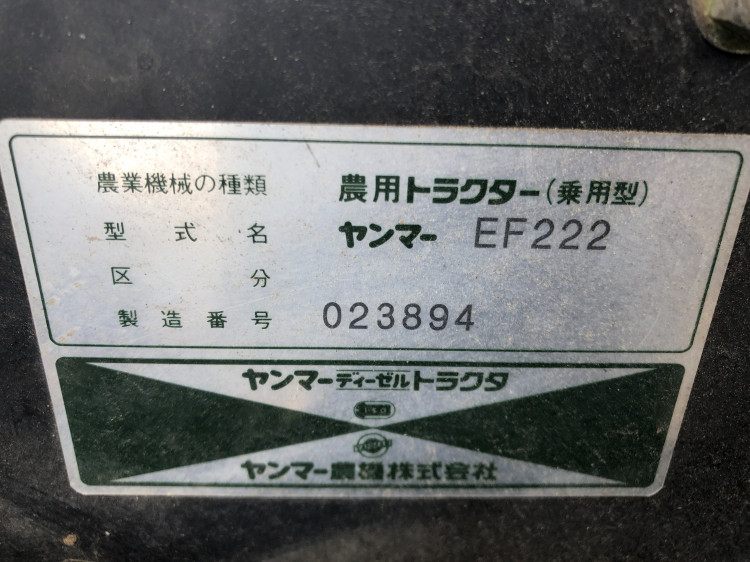 農業機械の種類 農用トラクター(乗用型)
型式名 ヤンマー EF222
区分
製造番号 023894
ヤンマーディーゼルトラクタ
ヤンマー農機株式会社